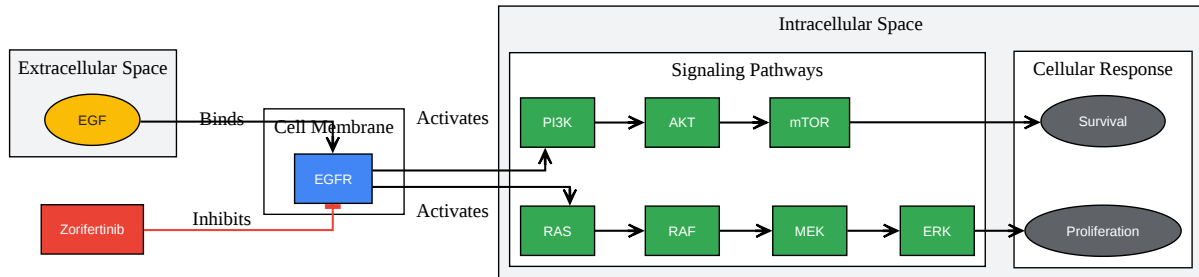 Intracellular Space
Extracellular Space
Signaling Pathways
Cellular Response
EGF
Binds
Cell Membrane
Activates
PI3K
AKT
mTOR
Survival
EGFR
Zorifertinib
Inhibits
Activates
RAS
RAF
MEK
ERK
Proliferation